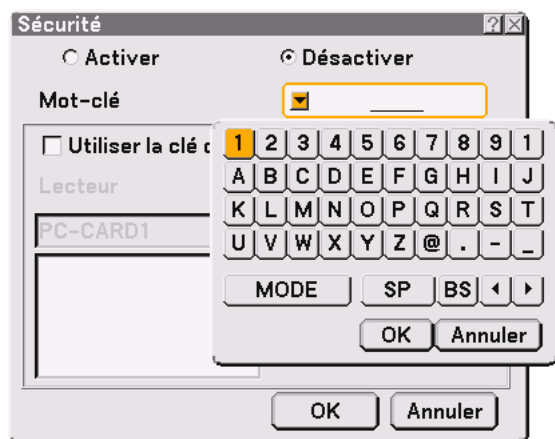 Sécurité
Activer Désactiver
Mot-clé
Utiliser la clé
Lecteur
PC-CARD1
1 2 3 4 5 6 7 8 9 1
A B C D E F G H I J
K L M N O P Q R S T
U V W X Y Z @ . - _
MODE SP BS
OK Annuler
OK Annuler